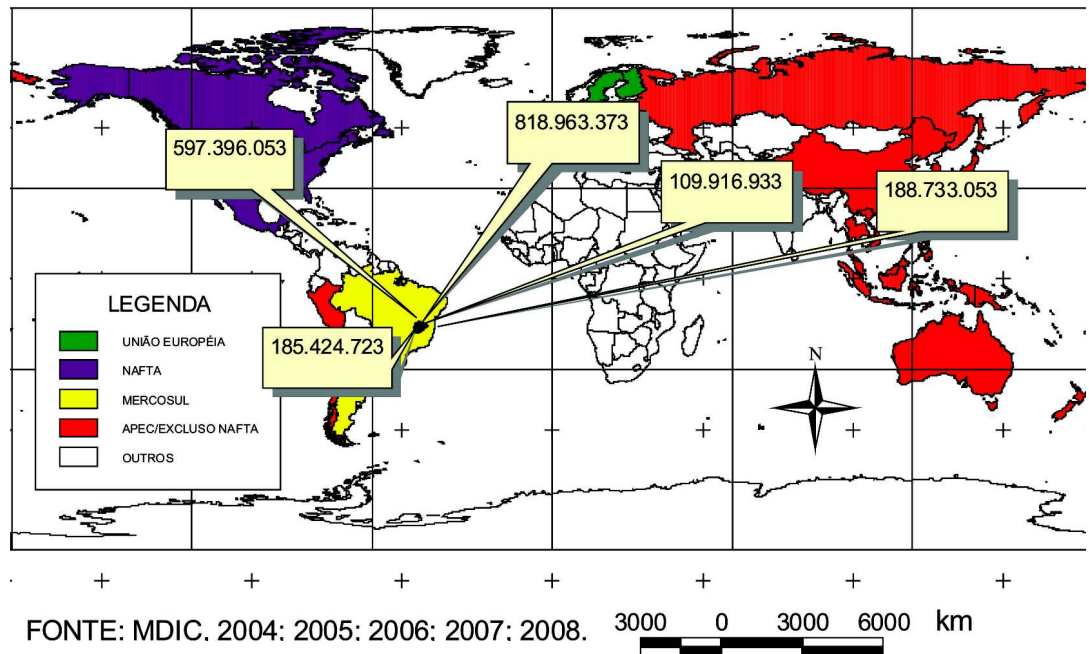 818.963.373
597.396.053
109.916.933
188.733.053
185.424.723
LEGENDA
UNIÃO EUROPÉIA
NAFTA
MERCOSUL
APEC/EXCLUSO NAFTA
OUTROS
N
FONTE: MDIC. 2004; 2005; 2006; 2007; 2008.
3000 0 3000 6000 km